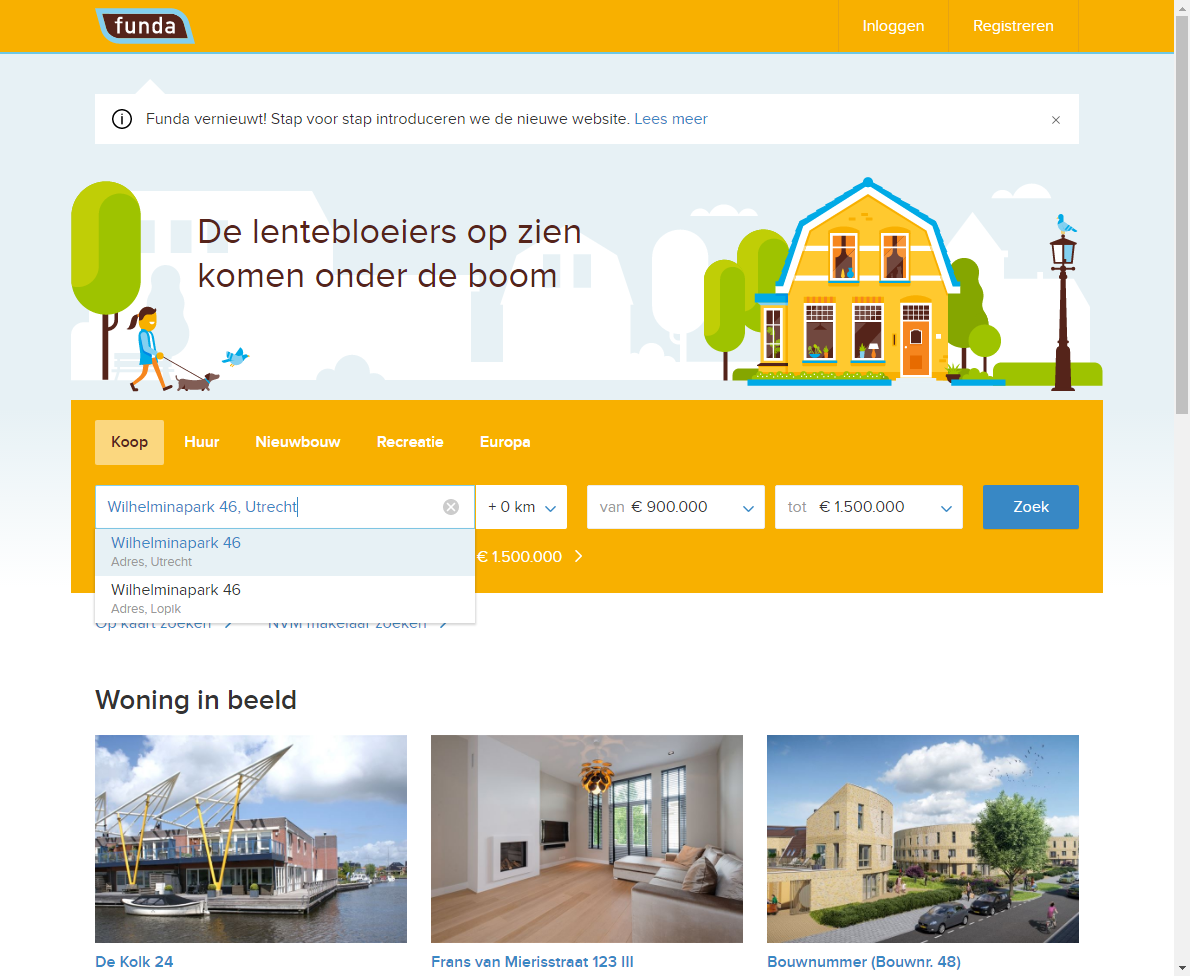 funda
Inloggen
Registreren
Funda vernieuwt! Stap voor stap introduceren we de nieuwe website. Lees meer
De lentebloeiers op zien
komen onder de boom
Koop
Huur
Nieuwbouw
Recreatie
Europa
Wilhelminapark 46, Utrecht
+ 0 km
van € 900.000
tot € 1.500.000
Zoek
Wilhelminapark 46
Adres, Utrecht
€ 1.500.000
Wilhelminapark 46
Adres, Lopik
Op kaart zoeken
NVM makelaar zoeken
Woning in beeld
De Kolk 24
Frans van Mierisstraat 123 III
Bouwnummer (Bouwnr. 48)